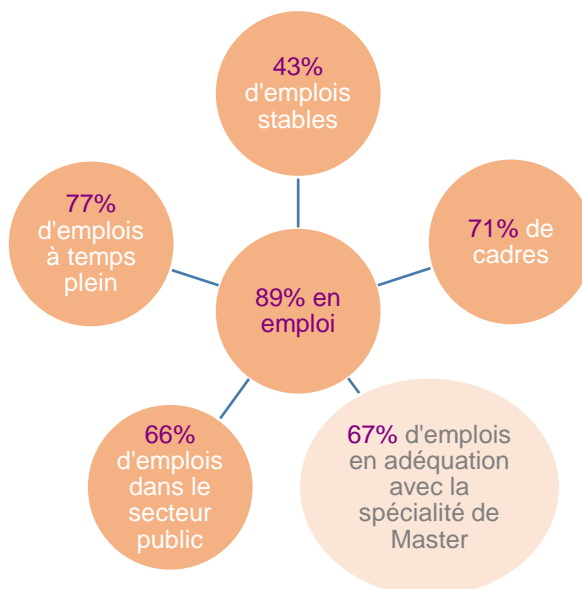 43%
d'emplois
stables
77%
d'emplois
à temps
plein
71% de
cadres
89% en
emploi
66%
d'emplois
dans le
secteur
public
67% d'emplois
en adéquation
avec la
spécialité de
Master